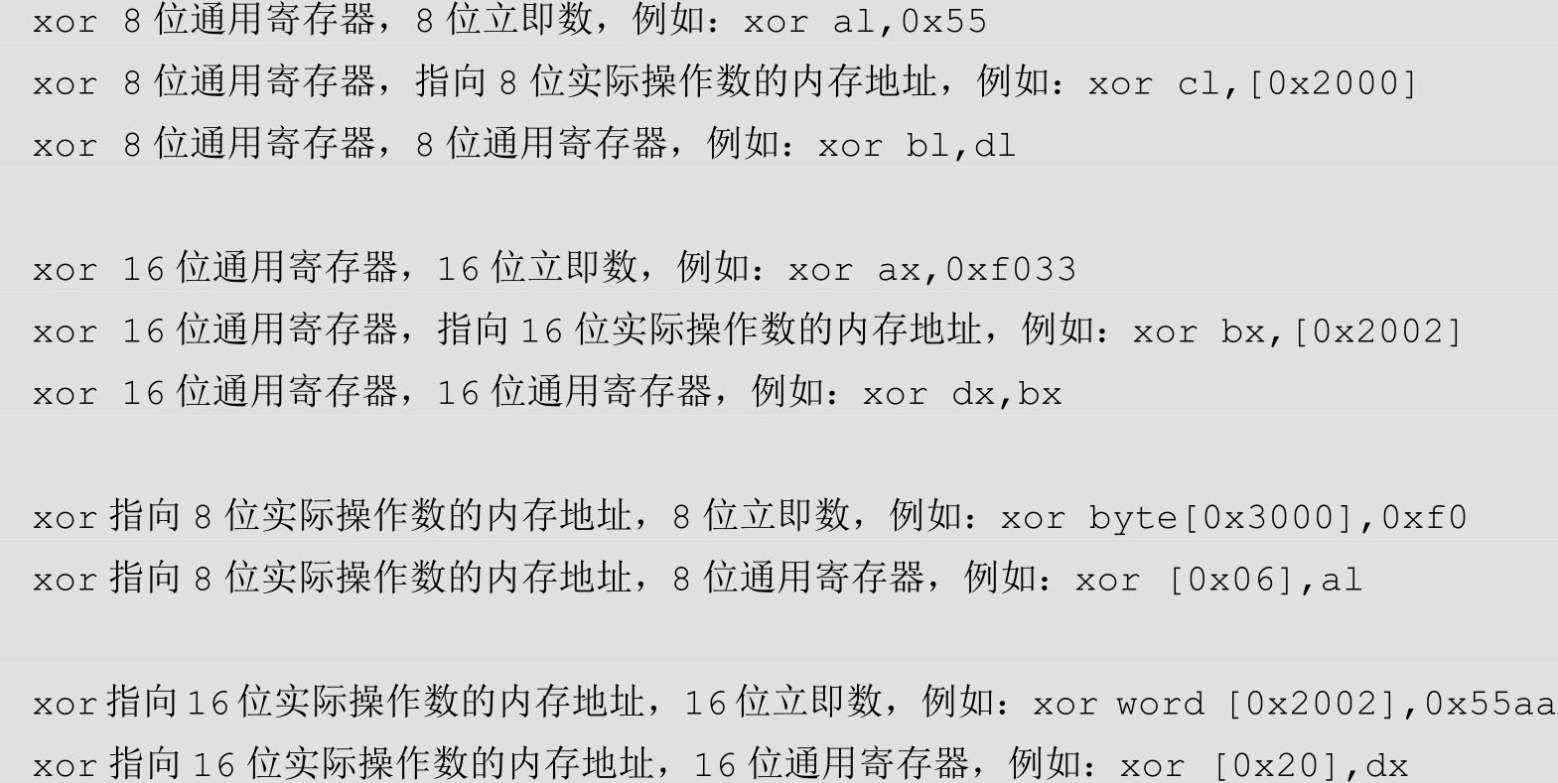 xor 8 位通用寄存器，8 位立即数，例如：xor al,0x55
xor 8 位通用寄存器，指向 8 位实际操作数的内存地址，例如：xor cl,[0x2000]
xor 8 位通用寄存器，8 位通用寄存器，例如：xor bl,dl
xor 16 位通用寄存器，16 位立即数，例如：xor ax,0xf033
xor 16 位通用寄存器，指向 16 位实际操作数的内存地址，例如：xor bx,[0x2002]
xor 16 位通用寄存器，16 位通用寄存器，例如：xor dx,bx
xor 指向 8 位实际操作数的内存地址，8 位立即数，例如：xor byte[0x3000],0xf0
xor 指向 8 位实际操作数的内存地址，8 位通用寄存器，例如：xor [0x06],al
xor 指向 16 位实际操作数的内存地址，16 位立即数，例如：xor word [0x2002],0x55aa
xor 指向 16 位实际操作数的内存地址，16 位通用寄存器，例如：xor [0x20],dx